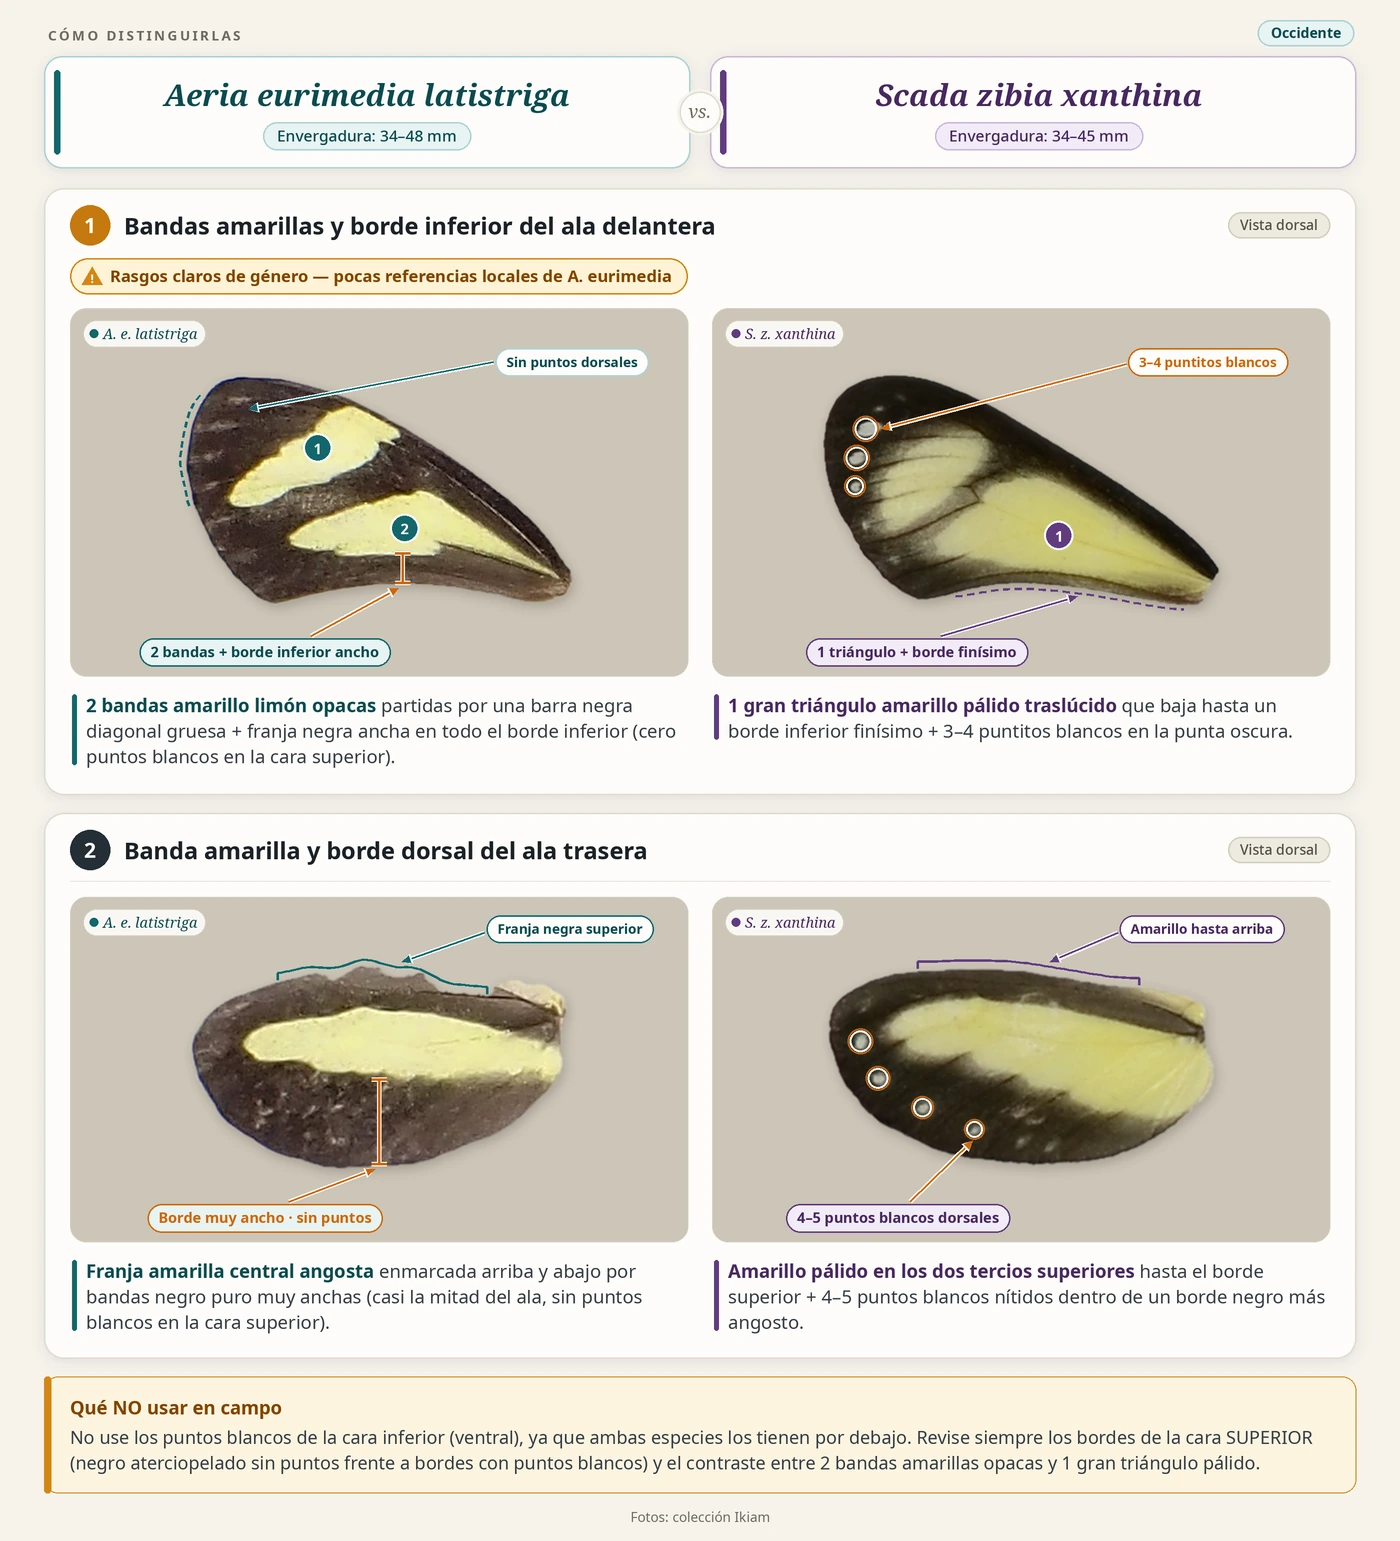 CÓMO DISTINGUIRLAS
Occidente
Aeria eurimedia latistriga
Envergadura: 34–48 mm
vs.
Scada zibia xanthina
Envergadura: 34–45 mm
1 Bandas amarillas y borde inferior del ala delantera
Vista dorsal
Rasgos claros de género — pocas referencias locales de A. eurimedia
A. e. latistriga
Sin puntos dorsales
1
2
2 bandas + borde inferior ancho
S. z. xanthina
3–4 puntitos blancos
1
1 triángulo + borde finísimo
2 bandas amarillo limón opacas partidas por una barra negra
diagonal gruesa + franja negra ancha en todo el borde inferior (cero
puntos blancos en la cara superior).
1 gran triángulo amarillo pálido traslúcido que baja hasta un
borde inferior finísimo + 3–4 puntitos blancos en la punta oscura.
2 Banda amarilla y borde dorsal del ala trasera
Vista dorsal
A. e. latistriga
Franja negra superior
Borde muy ancho · sin puntos
S. z. xanthina
Amarillo hasta arriba
4–5 puntos blancos dorsales
Franja amarilla central angosta enmarcada arriba y abajo por
bandas negro puro muy anchas (casi la mitad del ala, sin puntos
blancos en la cara superior).
Amarillo pálido en los dos tercios superiores hasta el borde
superior + 4–5 puntos blancos nítidos dentro de un borde negro más
angosto.
Qué NO usar en campo
No use los puntos blancos de la cara inferior (ventral), ya que ambas especies los tienen por debajo. Revise siempre los bordes de la cara SUPERIOR
(negro aterciopelado sin puntos frente a bordes con puntos blancos) y el contraste entre 2 bandas amarillas opacas y 1 gran triángulo pálido.
Fotos: colección Ikiam